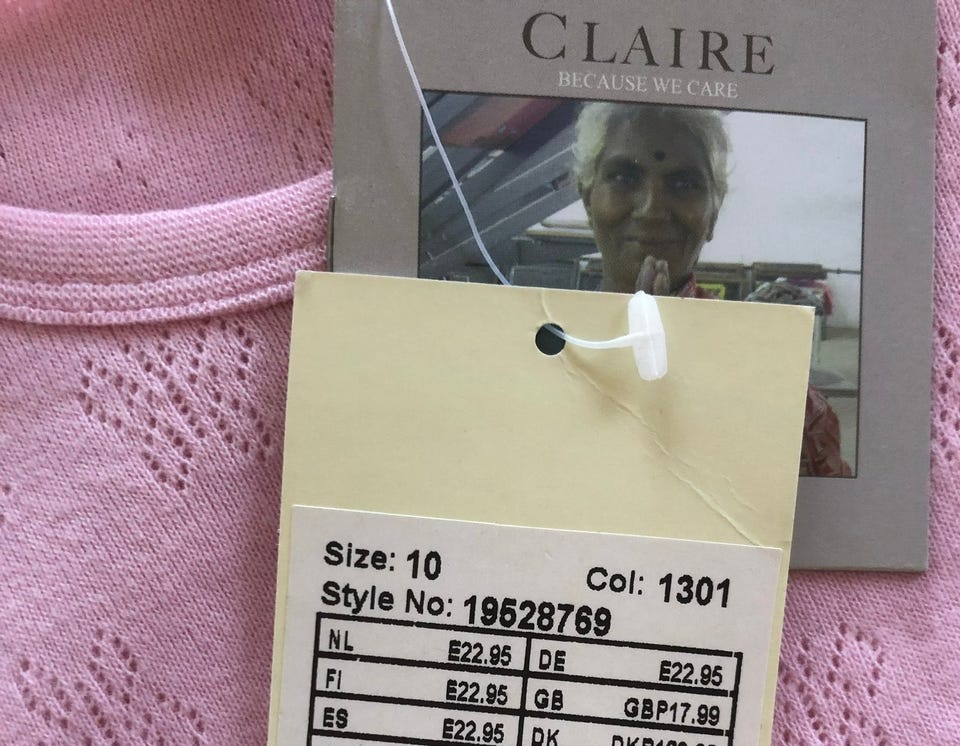 CLAIRE
BECAUSE WE CARE
Size: 10 Col: 1301
Style No: 19528769
NL E22.95 DE E22.95
FI E22.95 GB GBP17.99
ES E22.95 DK